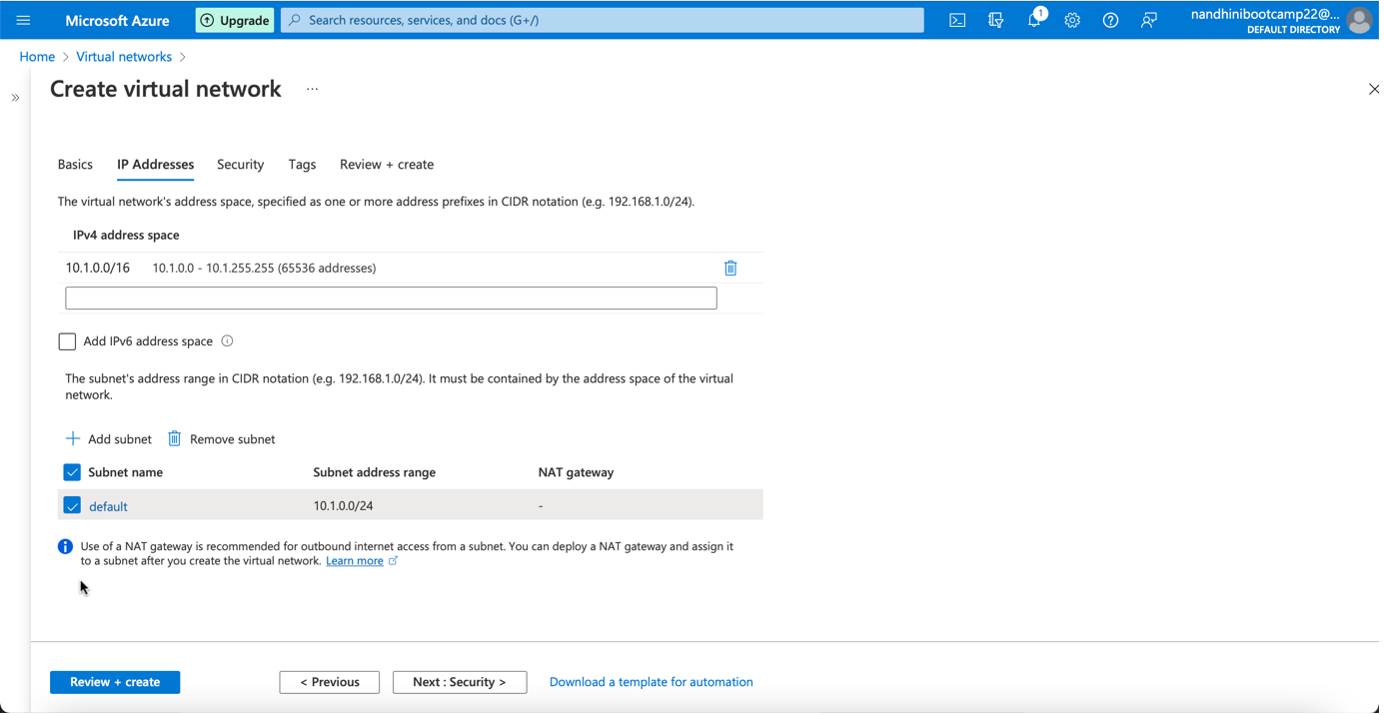 Microsoft Azure
Upgrade
Search resources, services, and docs (G+/)
1
nandhinibootcamp22@...
DEFAULT DIRECTORY
Home > Virtual networks >
»
Create virtual network ...
Basics IP Addresses Security Tags Review + create
The virtual network's address space, specified as one or more address prefixes in CIDR notation (e.g. 192.168.1.0/24).
IPv4 address space
10.1.0.0/16 10.1.0.0 - 10.1.255.255 (65536 addresses)
Add IPv6 address space
The subnet's address range in CIDR notation (e.g. 192.168.1.0/24). It must be contained by the address space of the virtual
network.
+ Add subnet Remove subnet
Subnet name Subnet address range NAT gateway
default 10.1.0.0/24 -
Use of a NAT gateway is recommended for outbound internet access from a subnet. You can deploy a NAT gateway and assign it
to a subnet after you create the virtual network. Learn more
Review + create < Previous Next : Security > Download a template for automation